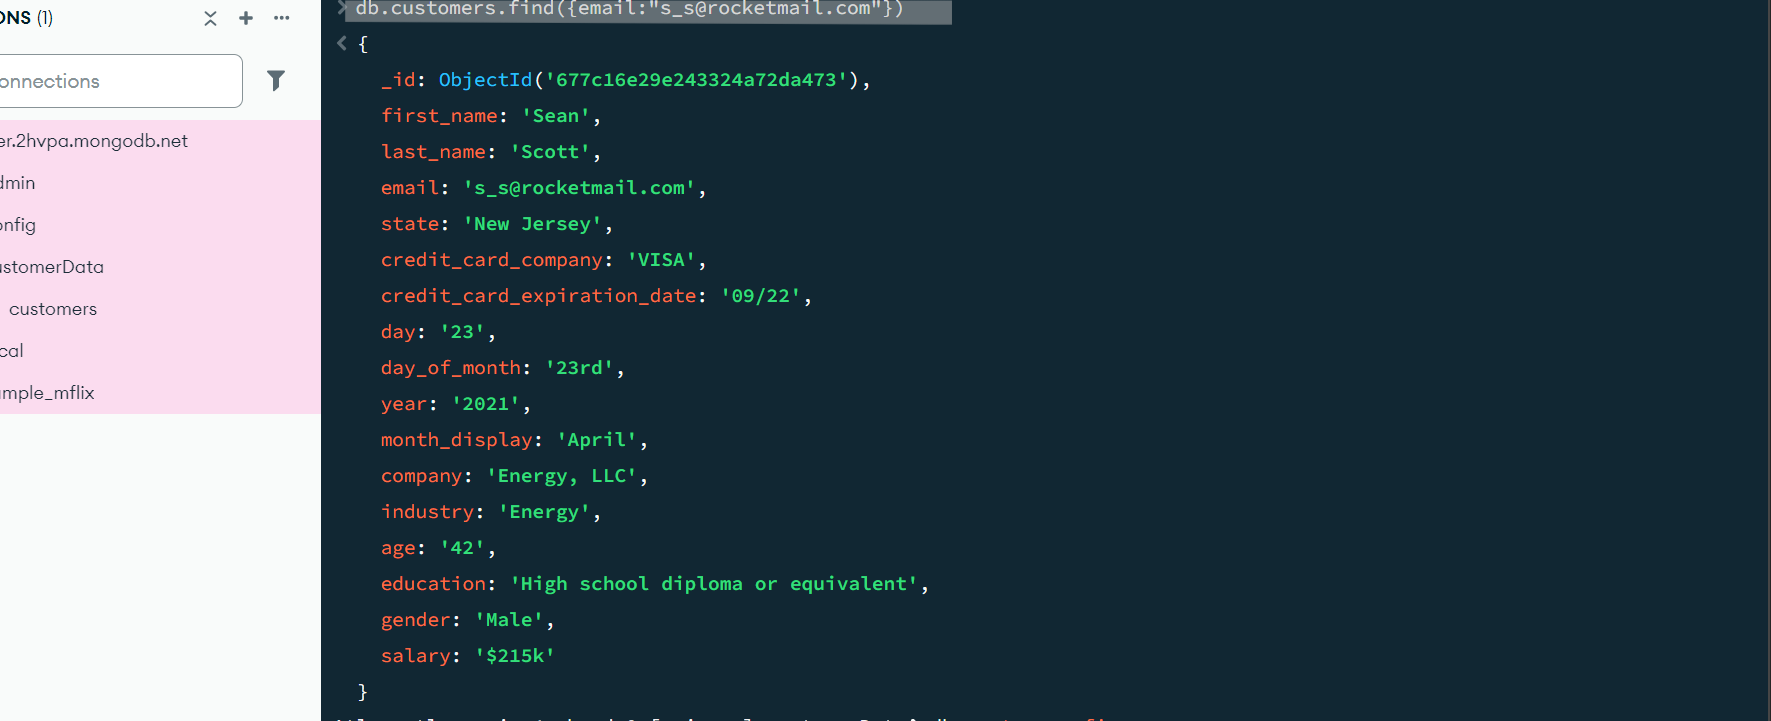 ONS (1)
onnections
er.2hvpa.mongodb.net
dmin
onfig
ustomerData
customers
cal
mple_mflix
db.customers.find({email:"s_s@rocketmail.com"})
{
_id: ObjectId('677c16e29e243324a72da473'),
first_name: 'Sean',
last_name: 'Scott',
email: 's_s@rocketmail.com',
state: 'New Jersey',
credit_card_company: 'VISA',
credit_card_expiration_date: '09/22',
day: '23',
day_of_month: '23rd',
year: '2021',
month_display: 'April',
company: 'Energy, LLC',
industry: 'Energy',
age: '42',
education: 'High school diploma or equivalent',
gender: 'Male',
salary: '$215k'
}